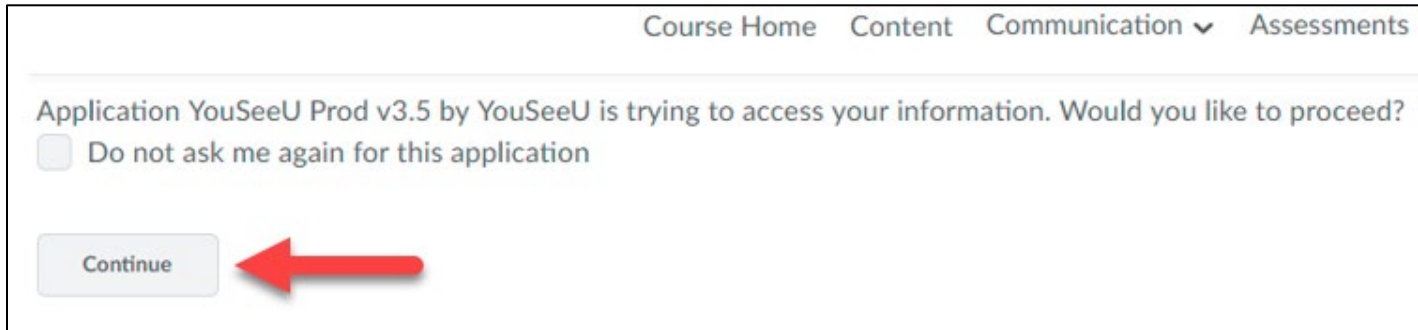 Course Home Content Communication Assessments
Application YouSeeU Prod v3.5 by YouSeeU is trying to access your information. Would you like to proceed?
Do not ask me again for this application
Continue